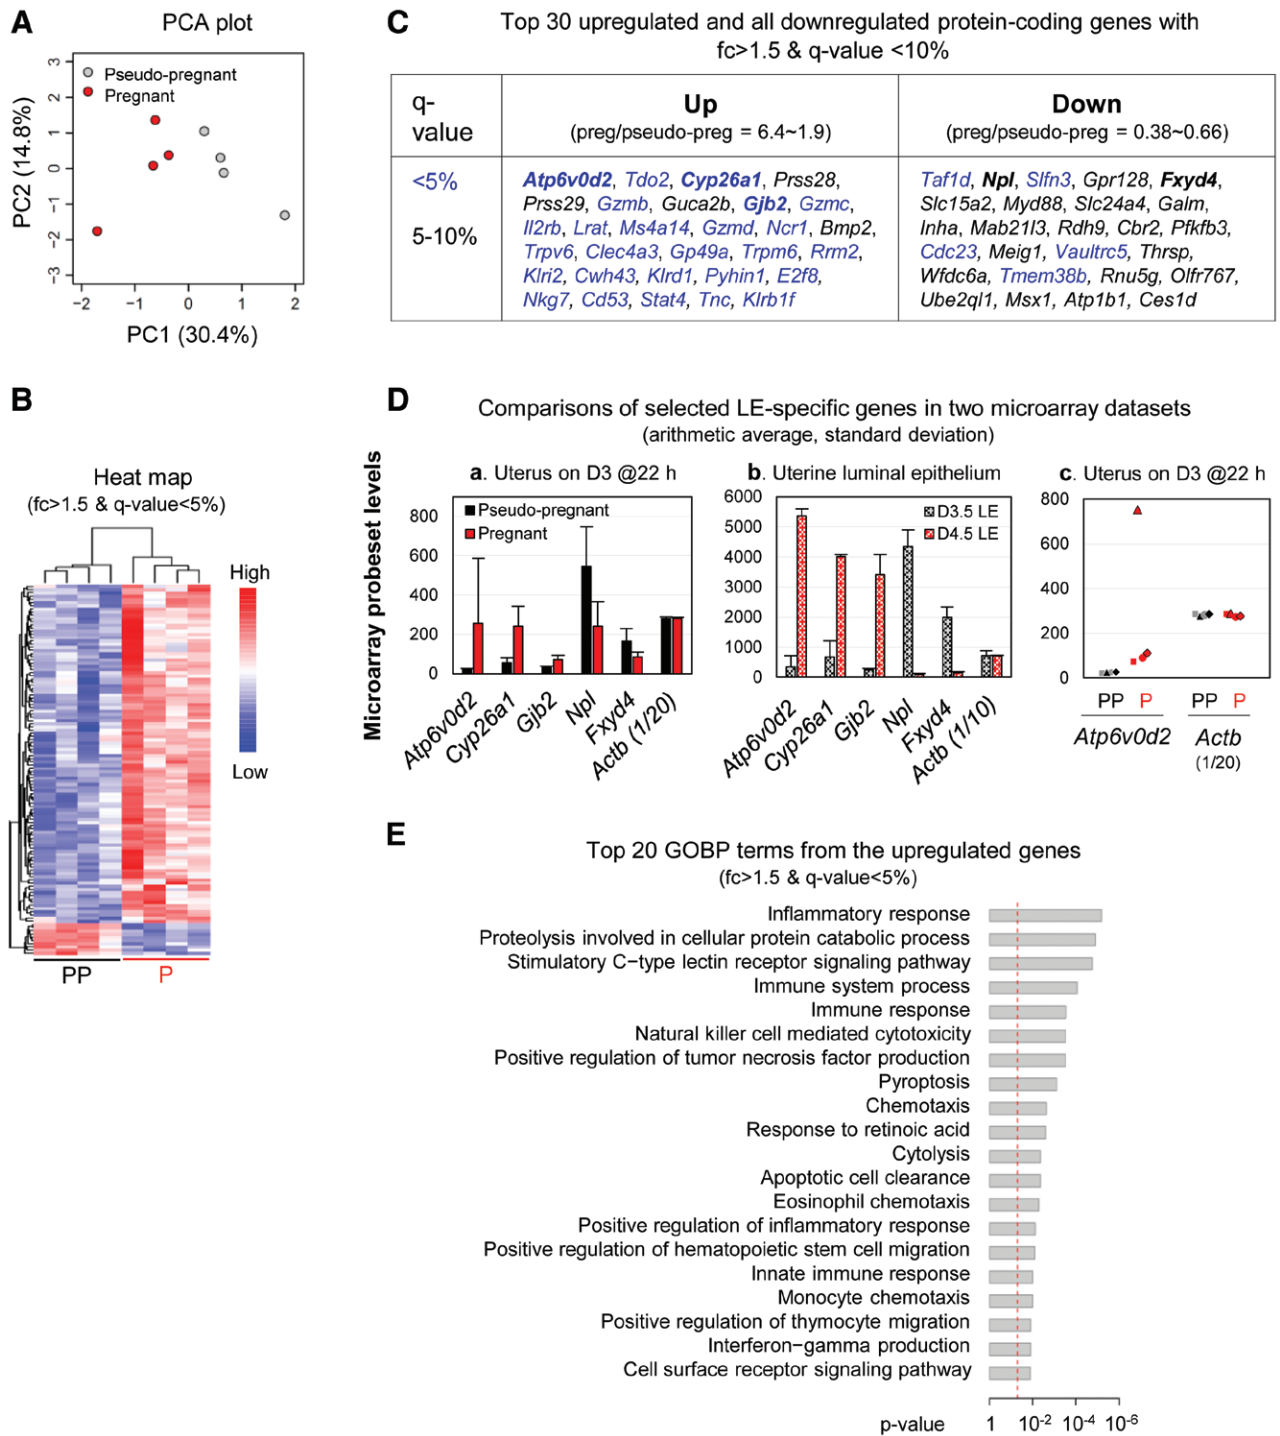 A
PCA plot
PC2 (14.8%)
3
2
1
0
−1
−2
−3
Pseudo-pregnant
Pregnant
−2
−1
0
1
2
PC1 (30.4%)
C
Top 30 upregulated and all downregulated protein-coding genes with
fc>1.5 & q-value <10%
q-
value
Up
(preg/pseudo-preg = 6.4~1.9)
Down
(preg/pseudo-preg = 0.38~0.66)
<5%
5-10%
Atp6v0d2, Tdo2, Cyp26a1, Prss28,
Prss29, Gzmb, Guca2b, Gjb2, Gzmc,
Il2rb, Lrat, Ms4a14, Gzmd, Ncr1, Bmp2,
Trpv6, Clec4a3, Gp49a, Trpm6, Rrm2,
Klri2, Cwh43, Klrd1, Pyhin1, E2f8,
Nkg7, Cd53, Stat4, Tnc, Klrb1f
Taf1d, Npl, Slfn3, Gpr128, Fxyd4,
Slc15a2, Myd88, Slc24a4, Galm,
Inha, Mab21l3, Rdh9, Cbr2, Pfkfb3,
Cdc23, Meig1, Vaultrc5, Thrsp,
Wfdc6a, Tmem38b, Rnu5g, Olfr767,
Ube2ql1, Msx1, Atp1b1, Ces1d
B
Heat map
(fc>1.5 & q-value<5%)
High
Low
PP
P
D
Comparisons of selected LE-specific genes in two microarray datasets
(arithmetic average, standard deviation)
Microarray probeset levels
a. Uterus on D3 @22 h
800
600
400
200
0
Pseudo-pregnant
Pregnant
Atp6v0d2
Cyp26a1
Gjb2
Npl
Fxyd4
Actb (1/20)
b. Uterine luminal epithelium
6000
5000
4000
3000
2000
1000
0
D3.5 LE
D4.5 LE
Atp6v0d2
Cyp26a1
Gjb2
Npl
Fxyd4
Actb (1/10)
c. Uterus on D3 @22 h
800
600
400
200
0
PP P
PP P
Atp6v0d2
Actb
(1/20)
E
Top 20 GOBP terms from the upregulated genes
(fc>1.5 & q-value<5%)
Inflammatory response
Proteolysis involved in cellular protein catabolic process
Stimulatory C−type lectin receptor signaling pathway
Immune system process
Immune response
Natural killer cell mediated cytotoxicity
Positive regulation of tumor necrosis factor production
Pyroptosis
Chemotaxis
Response to retinoic acid
Cytolysis
Apoptotic cell clearance
Eosinophil chemotaxis
Positive regulation of inflammatory response
Positive regulation of hematopoietic stem cell migration
Innate immune response
Monocyte chemotaxis
Positive regulation of thymocyte migration
Interferon−gamma production
Cell surface receptor signaling pathway
p-value
1
10-2
10-4
10-6